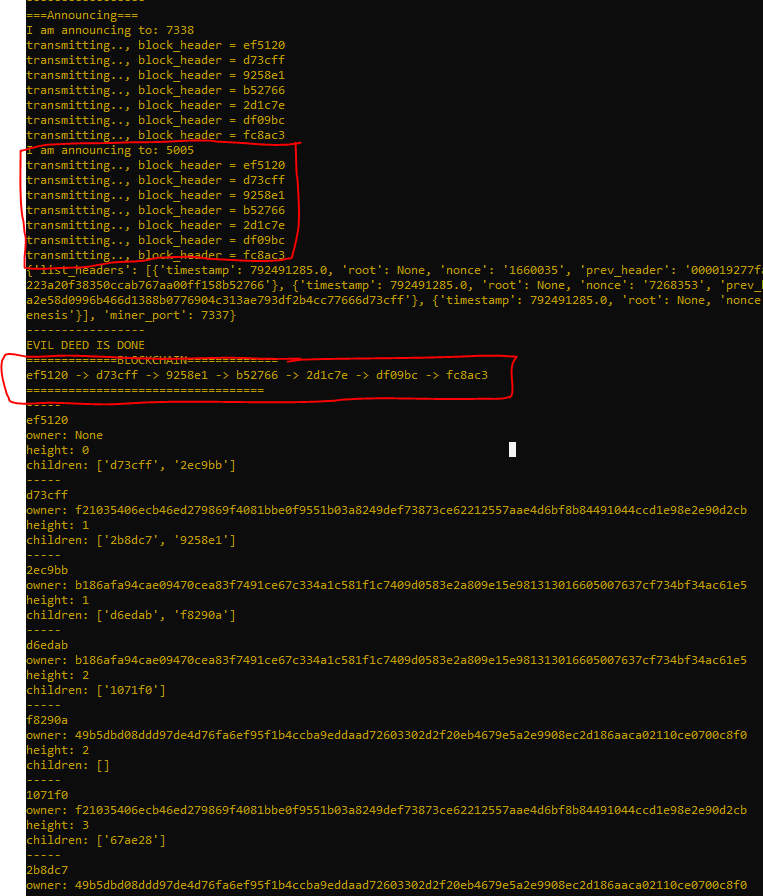 -----------------
===Announcing===
I am announcing to: 7338
transmitting.., block_header = ef5120
transmitting.., block_header = d73cff
transmitting.., block_header = 9258e1
transmitting.., block_header = b52766
transmitting.., block_header = 2d1c7e
transmitting.., block_header = df09bc
transmitting.., block_header = fc8ac3
I am announcing to: 5005
transmitting.., block_header = ef5120
transmitting.., block_header = d73cff
transmitting.., block_header = 9258e1
transmitting.., block_header = b52766
transmitting.., block_header = 2d1c7e
transmitting.., block_header = df09bc
transmitting.., block_header = fc8ac3
{'list_headers': [{'timestamp': 792491285.0, 'root': None, 'nonce': '1660035', 'prev_header': '000019277fa
223a20f38350ccab767aa00ff158b52766'}, {'timestamp': 792491285.0, 'root': None, 'nonce': '7268353', 'prev_h
a2e58d0996b466d1388b0776904c313ae793df2b4cc77666d73cff'}, {'timestamp': 792491285.0, 'root': None, 'nonce
enesis'}], 'miner_port': 7337}
-----------------
EVIL DEED IS DONE
=============BLOCKCHAIN=============
ef5120 -> d73cff -> 9258e1 -> b52766 -> 2d1c7e -> df09bc -> fc8ac3
==================================
-----
ef5120
owner: None
height: 0
children: ['d73cff', '2ec9bb']
-----
d73cff
owner: f21035406ecb46ed279869f4081bbe0f9551b03a8249def73873ce62212557aae4d6bf8b84491044ccd1e98e2e90d2cb
height: 1
children: ['2b8dc7', '9258e1']
-----
2ec9bb
owner: b186afa94cae09470cea83f7491ce67c334a1c581f1c7409d0583e2a809e15e981313016605007637cf734bf34ac61e5
height: 1
children: ['d6edab', 'f8290a']
-----
d6edab
owner: b186afa94cae09470cea83f7491ce67c334a1c581f1c7409d0583e2a809e15e981313016605007637cf734bf34ac61e5
height: 2
children: ['1071f0']
-----
f8290a
owner: 49b5dbd08ddd97de4d76fa6ef95f1b4ccba9eddaad72603302d2f20eb4679e5a2e9908ec2d186aaca02110ce0700c8f0
height: 2
children: []
-----
1071f0
owner: f21035406ecb46ed279869f4081bbe0f9551b03a8249def73873ce62212557aae4d6bf8b84491044ccd1e98e2e90d2cb
height: 3
children: ['67ae28']
-----
2b8dc7
owner: 49b5dbd08ddd97de4d76fa6ef95f1b4ccba9eddaad72603302d2f20eb4679e5a2e9908ec2d186aaca02110ce0700c8f0